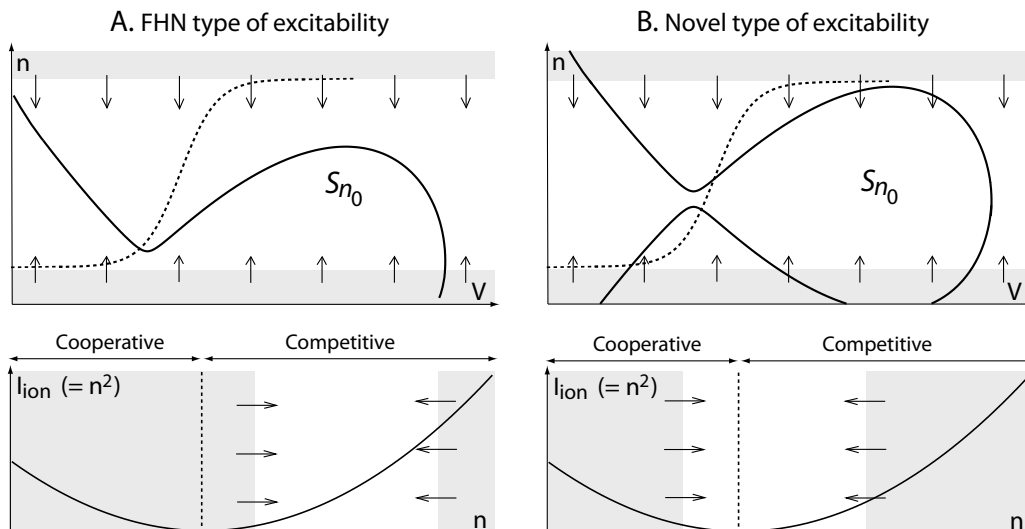 A. FHN type of excitability
n
S_{n_0}
V
Cooperative
Competitive
I_{ion} (= n^2)
n
B. Novel type of excitability
n
S_{n_0}
V
Cooperative
Competitive
I_{ion} (= n^2)
n